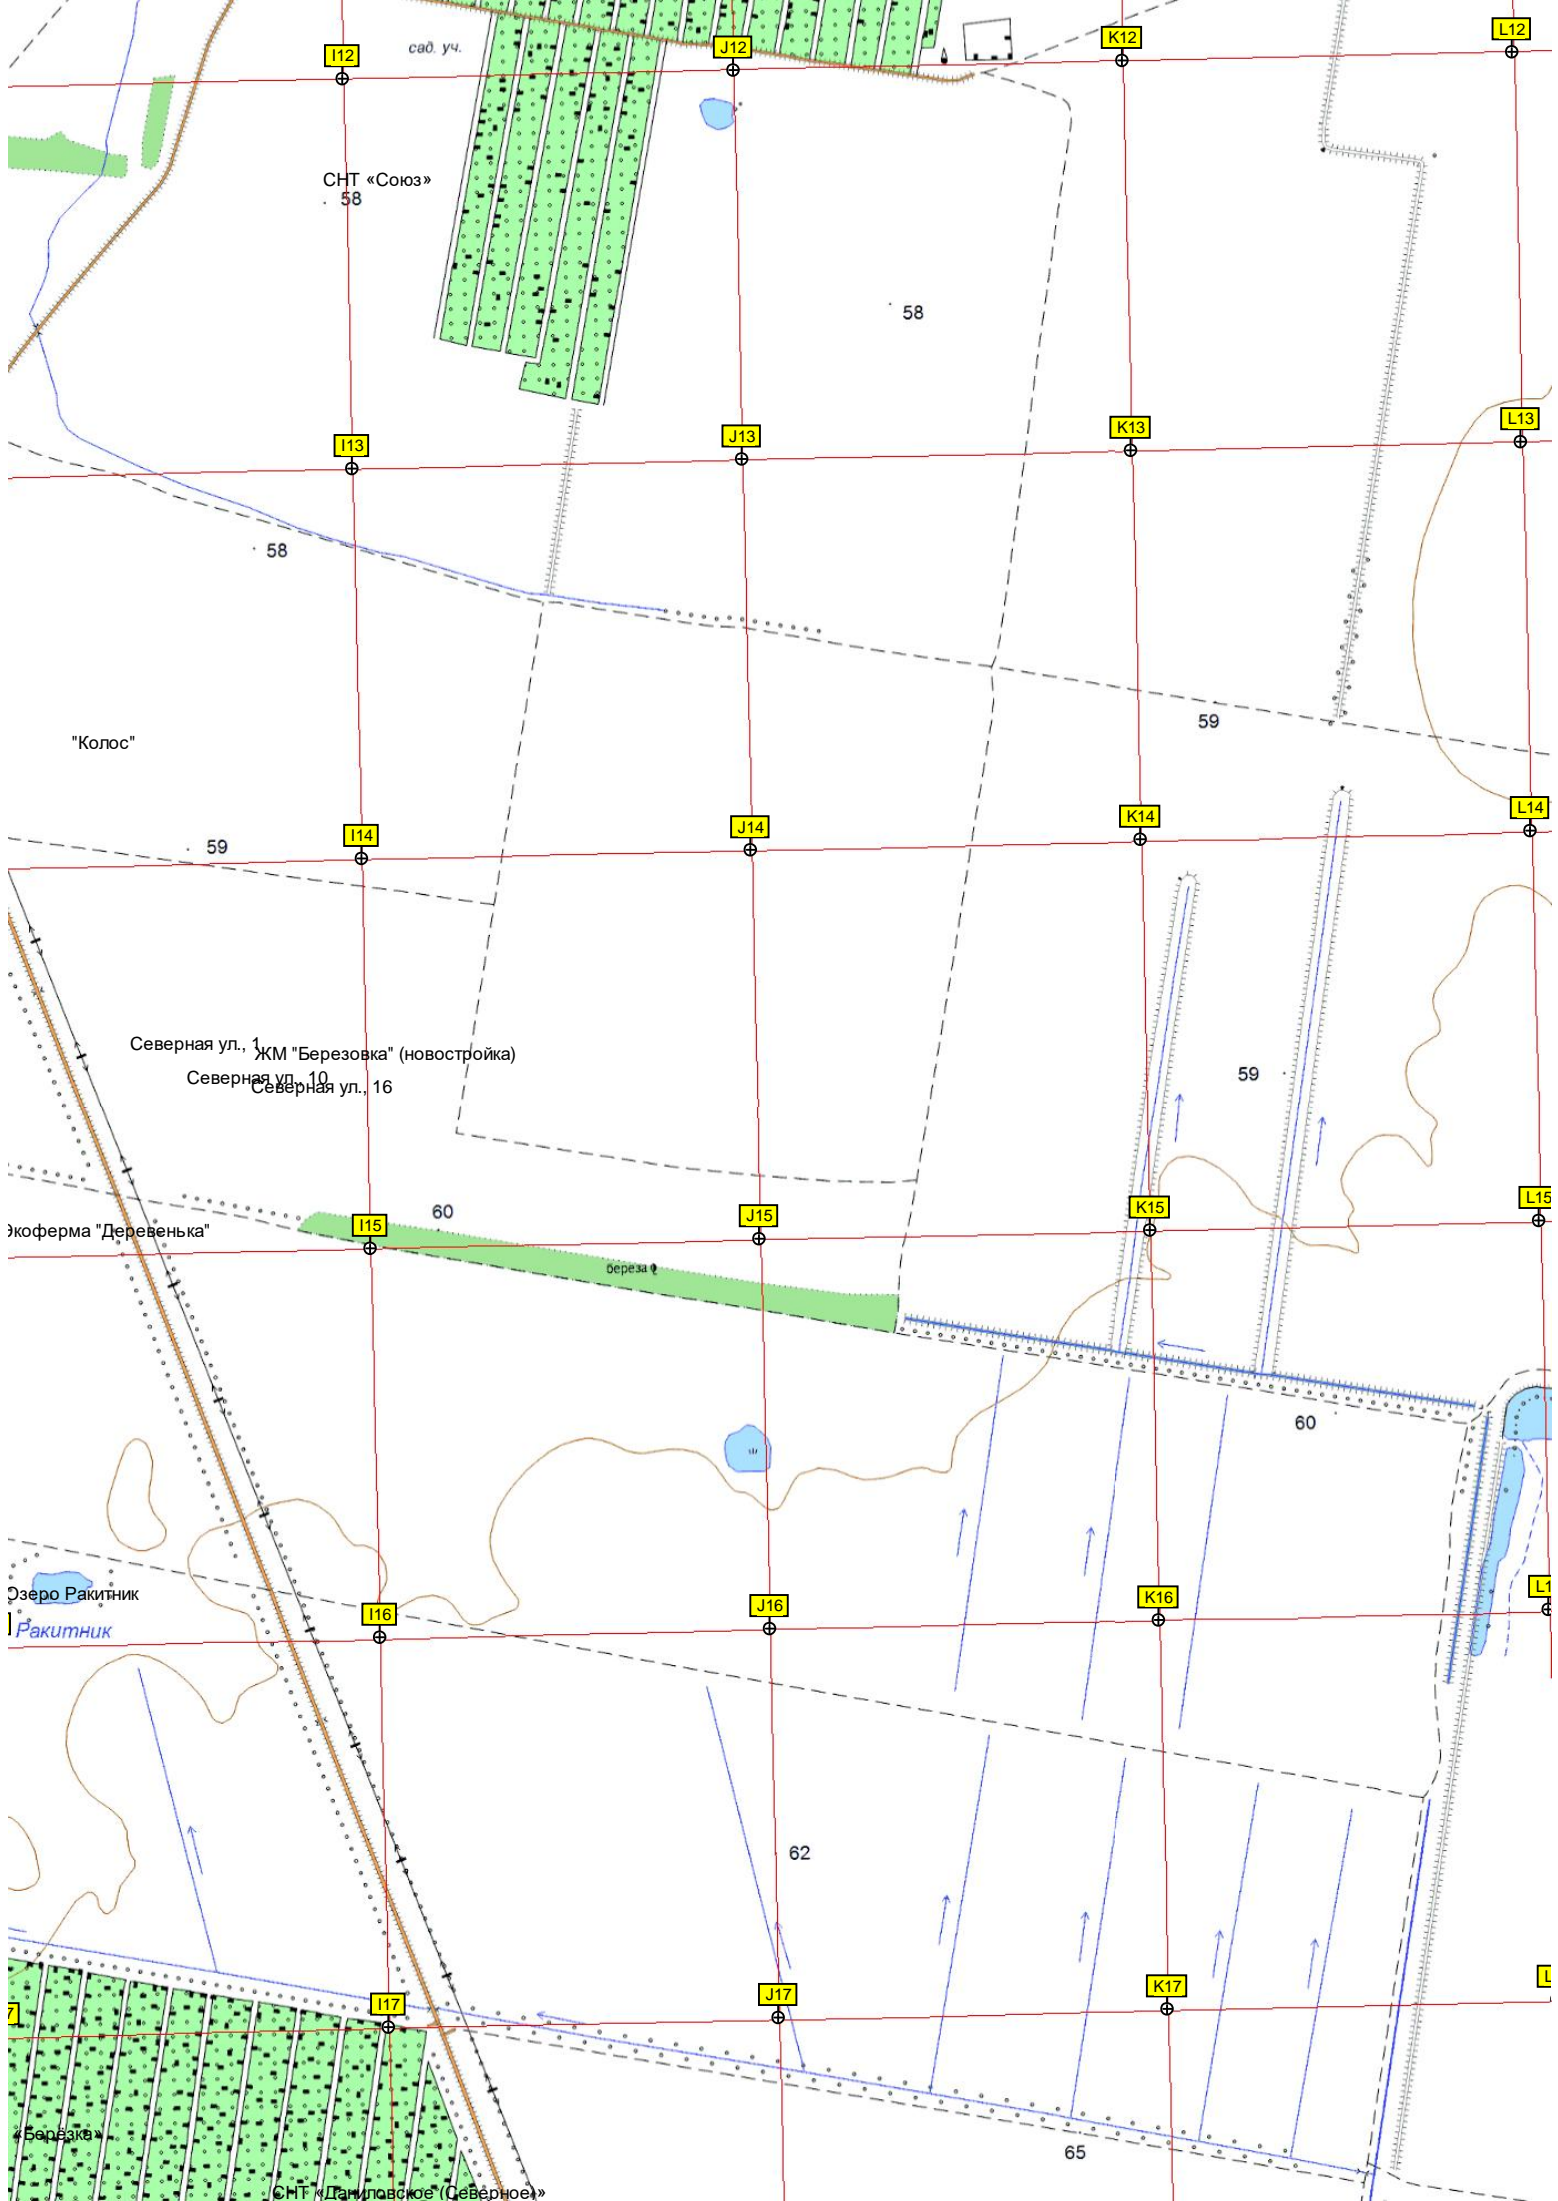 L12
K12
J12
I12
сад. уч.
СНТ «Союз»
58
58
L13
K13
J13
I13
58
59
"Колос"
L14
K14
J14
I14
59
Северная ул., 1
ЖМ "Березовка" (новостройка)
Северная ул., 10
Северная ул., 16
59
L15
K15
J15
I15
60
Экоферма "Деревенька"
береза
60
L1
K16
J16
I16
Озеро Ракитник
Ракитник
62
L
K17
J17
I17
7
65
«Берёзка»
СНТ «Даниловское (Северное)»